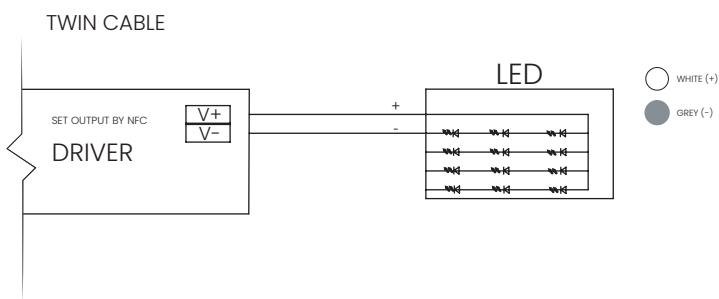 TWIN CABLE
LED
WHITE (+)
GREY (-)
SET OUTPUT BY NFC
DRIVER
V+
V-
+
-